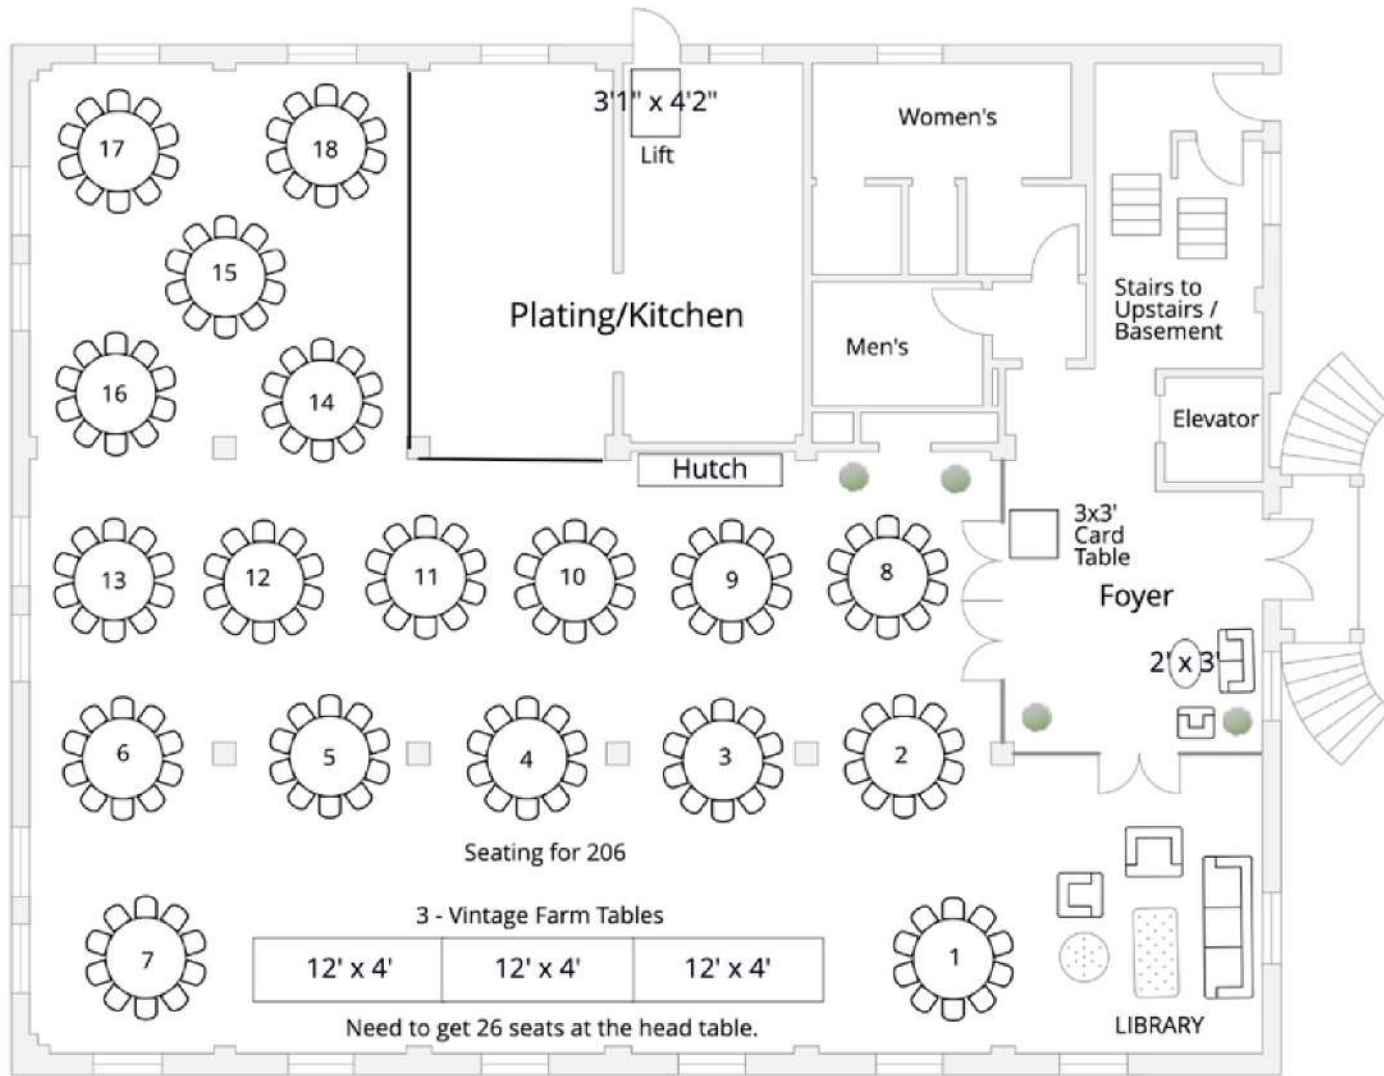 3'1" x 4'2"
Lift
Women's
17
18
15
16
14
Plating/Kitchen
Men's
Stairs to
Upstairs /
Basement
Elevator
Hutch
3x3'
Card
Table
Foyer
2' x 3'
13
12
11
10
9
8
6
5
4
3
2
Seating for 206
3 - Vintage Farm Tables
7
12' x 4'
12' x 4'
12' x 4'
1
Need to get 26 seats at the head table.
LIBRARY